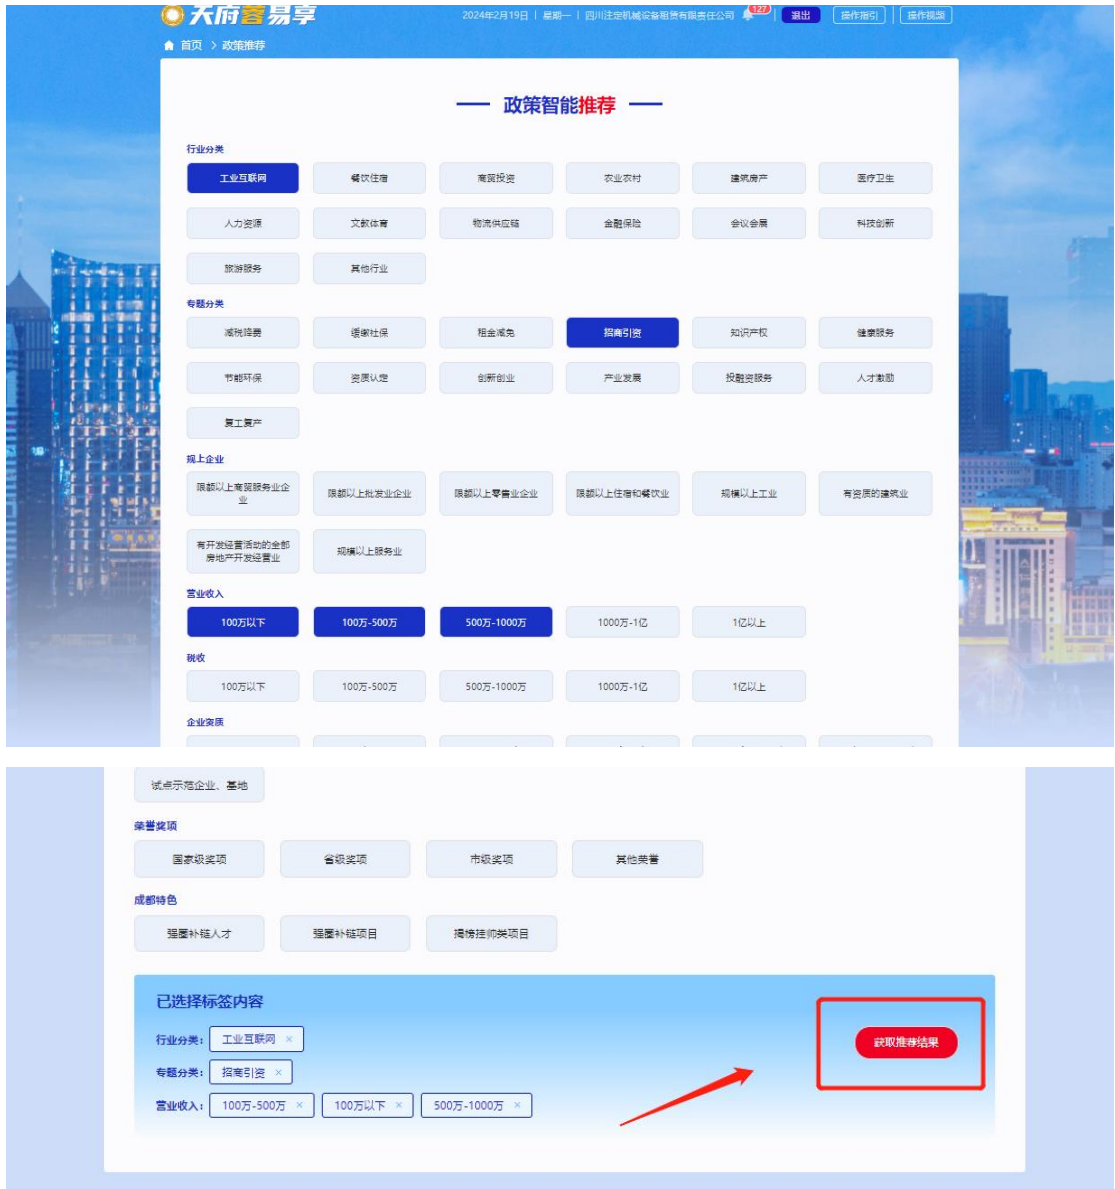 天府蓉易享
2024年2月19日 | 星期一 | 四川注定机械设备租赁有限责任公司 127 | 退出 操作指引 操作视频
首页 > 政策推荐
政策智能推荐
行业分类
工业互联网 餐饮住宿 商贸投资 农业农村 建筑房产 医疗卫生
人力资源 文教体育 物流供应链 金融保险 会议会展 科技创新
旅游服务 其他行业
专题分类
减税降费 缓缴社保 租金减免 招商引资 知识产权 健康服务
节能环保 资质认定 创新创业 产业发展 投融资服务 人才激励
复工复产
规上企业
限额以上商贸服务业企
业 限额以上批发业企业 限额以上零售业企业 限额以上住宿和餐饮业 规模以上工业 有资质的建筑业
有开发经营活动的全部
房地产开发经营业 规模以上服务业
营业收入
100万以下 100万-500万 500万-1000万 1000万-1亿 1亿以上
税收
100万以下 100万-500万 500万-1000万 1000万-1亿 1亿以上
企业资质
试点示范企业、基地
荣誉奖项
国家级奖项 省级奖项 市级奖项 其他荣誉
成都特色
强圈补链人才 强圈补链项目 揭榜挂帅类项目
已选择标签内容
行业分类： 工业互联网 ×
获取推荐结果
专题分类： 招商引资 ×
营业收入： 100万-500万 × 100万以下 × 500万-1000万 ×